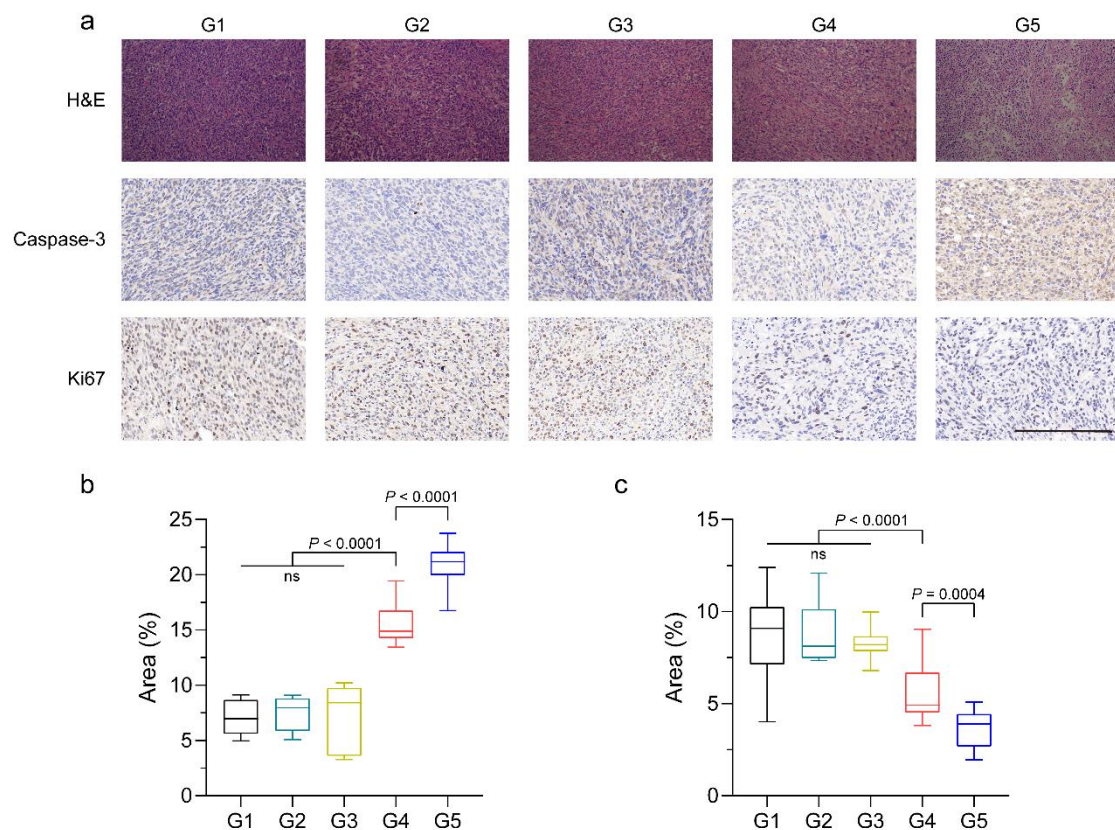 a
G1 G2 G3 G4 G5
H&E
Caspase-3
Ki67
b
P < 0.0001
P < 0.0001
ns
25
20
15
10
5
0
Area (%)
G1 G2 G3 G4 G5
c
P < 0.0001
ns
P = 0.0004
15
10
5
0
Area (%)
G1 G2 G3 G4 G5